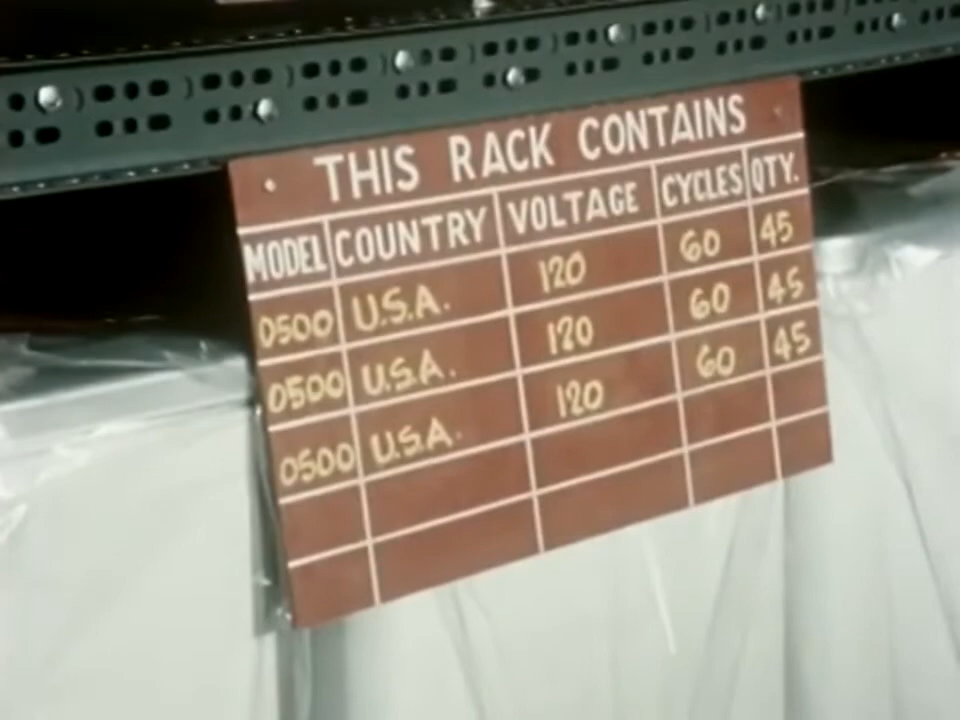 THIS RACK CONTAINS
MODEL COUNTRY VOLTAGE CYCLES QTY.
0500 U.S.A. 120 60 45
0500 U.S.A. 120 60 45
0500 U.S.A. 120 60 45